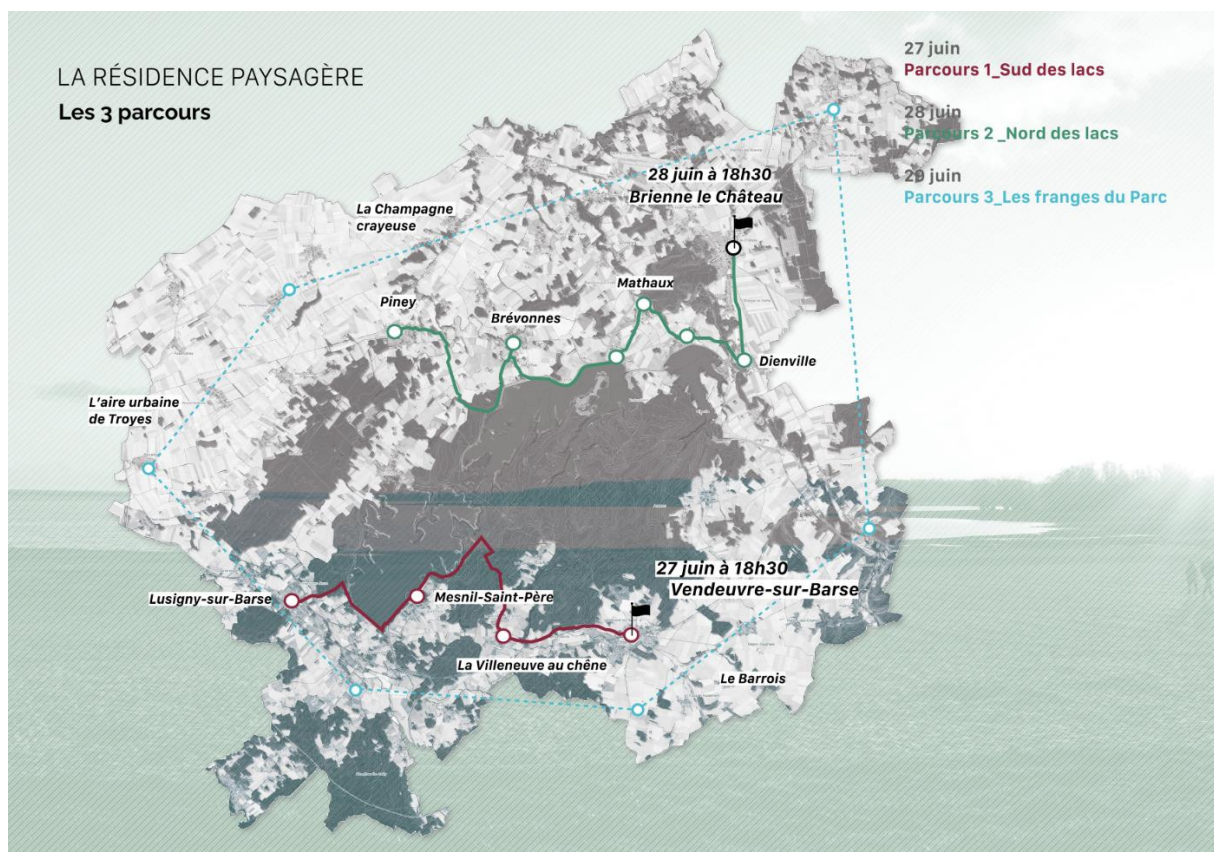 LA RÉSIDENCE PAYSAGÈRE
Les 3 parcours
27 juin
Parcours 1_Sud des lacs
28 juin
Parcours 2 _Nord des lacs
29 juin
Parcours 3_Les franges du Parc
28 juin à 18h30
Brienne le Château
La Champagne
crayeuse
Piney
Brévonnes
Mathaux
Dienville
L'aire urbaine
de Troyes
27 juin à 18h30
Vendeuvre-sur-Barse
Lusigny-sur-Barse
Mesnil-Saint-Père
La Villeneuve au chêne
Le Barrois